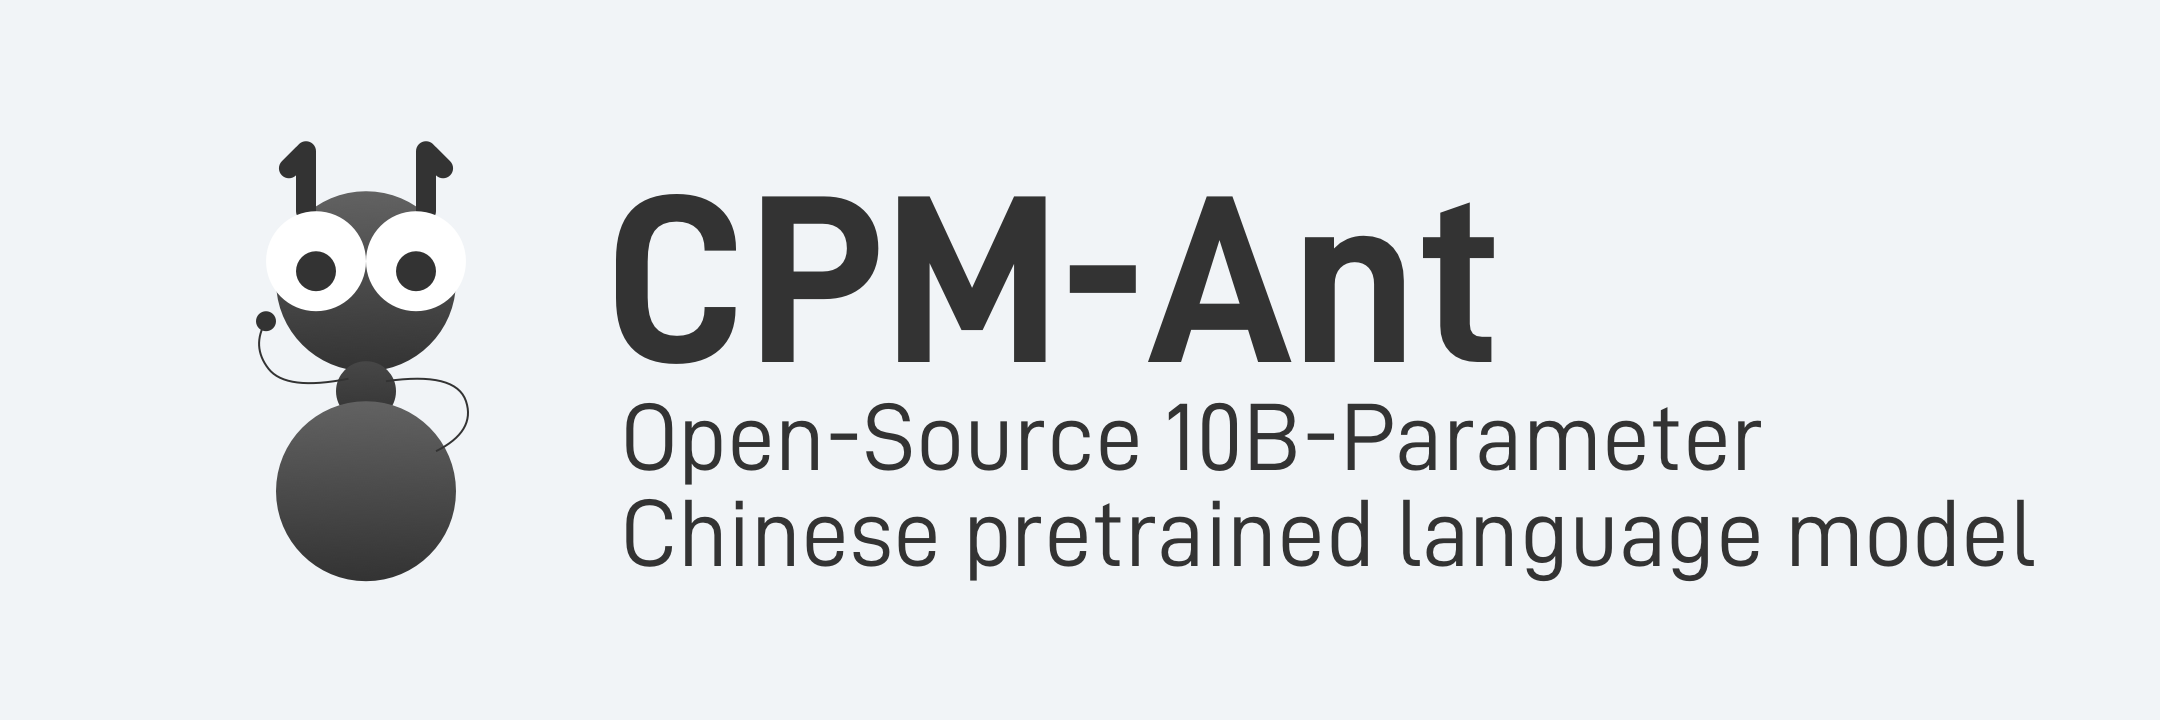 CPM-Ant
Open-Source 10B-Parameter
Chinese pretrained language model